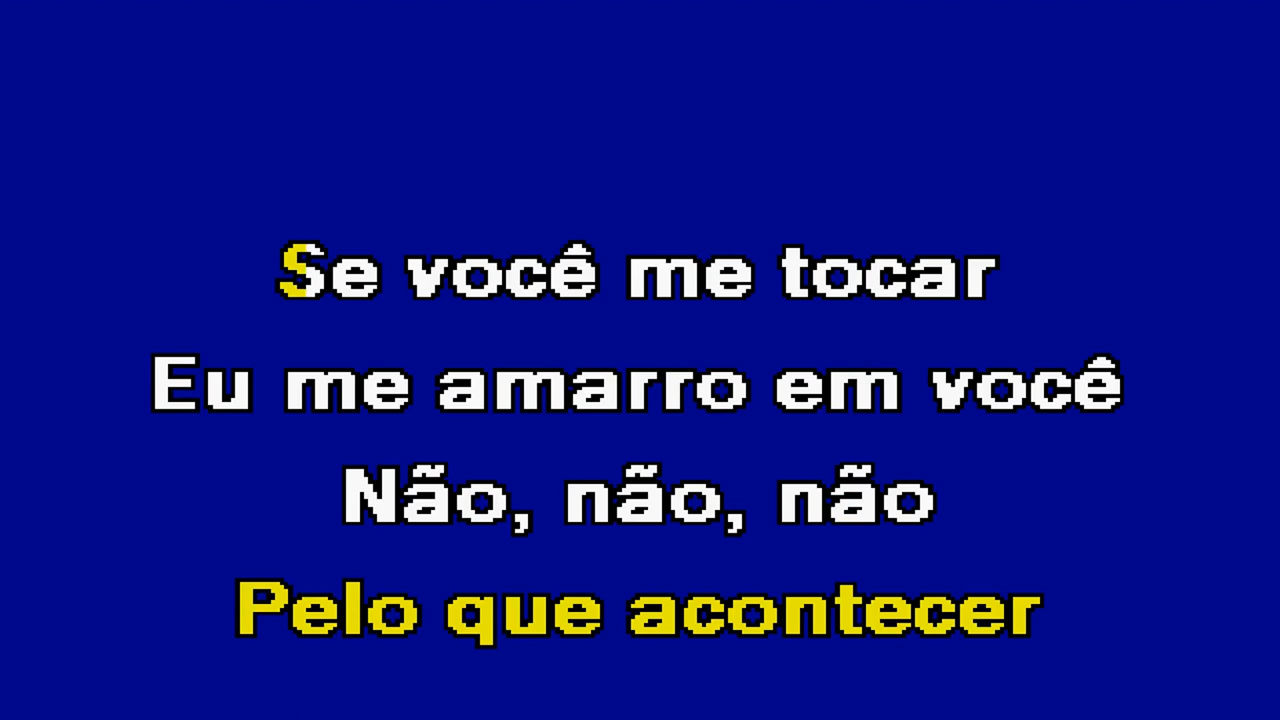 Se você me tocar
Eu me amarro em você
Não, não, não
Pelo que acontecer